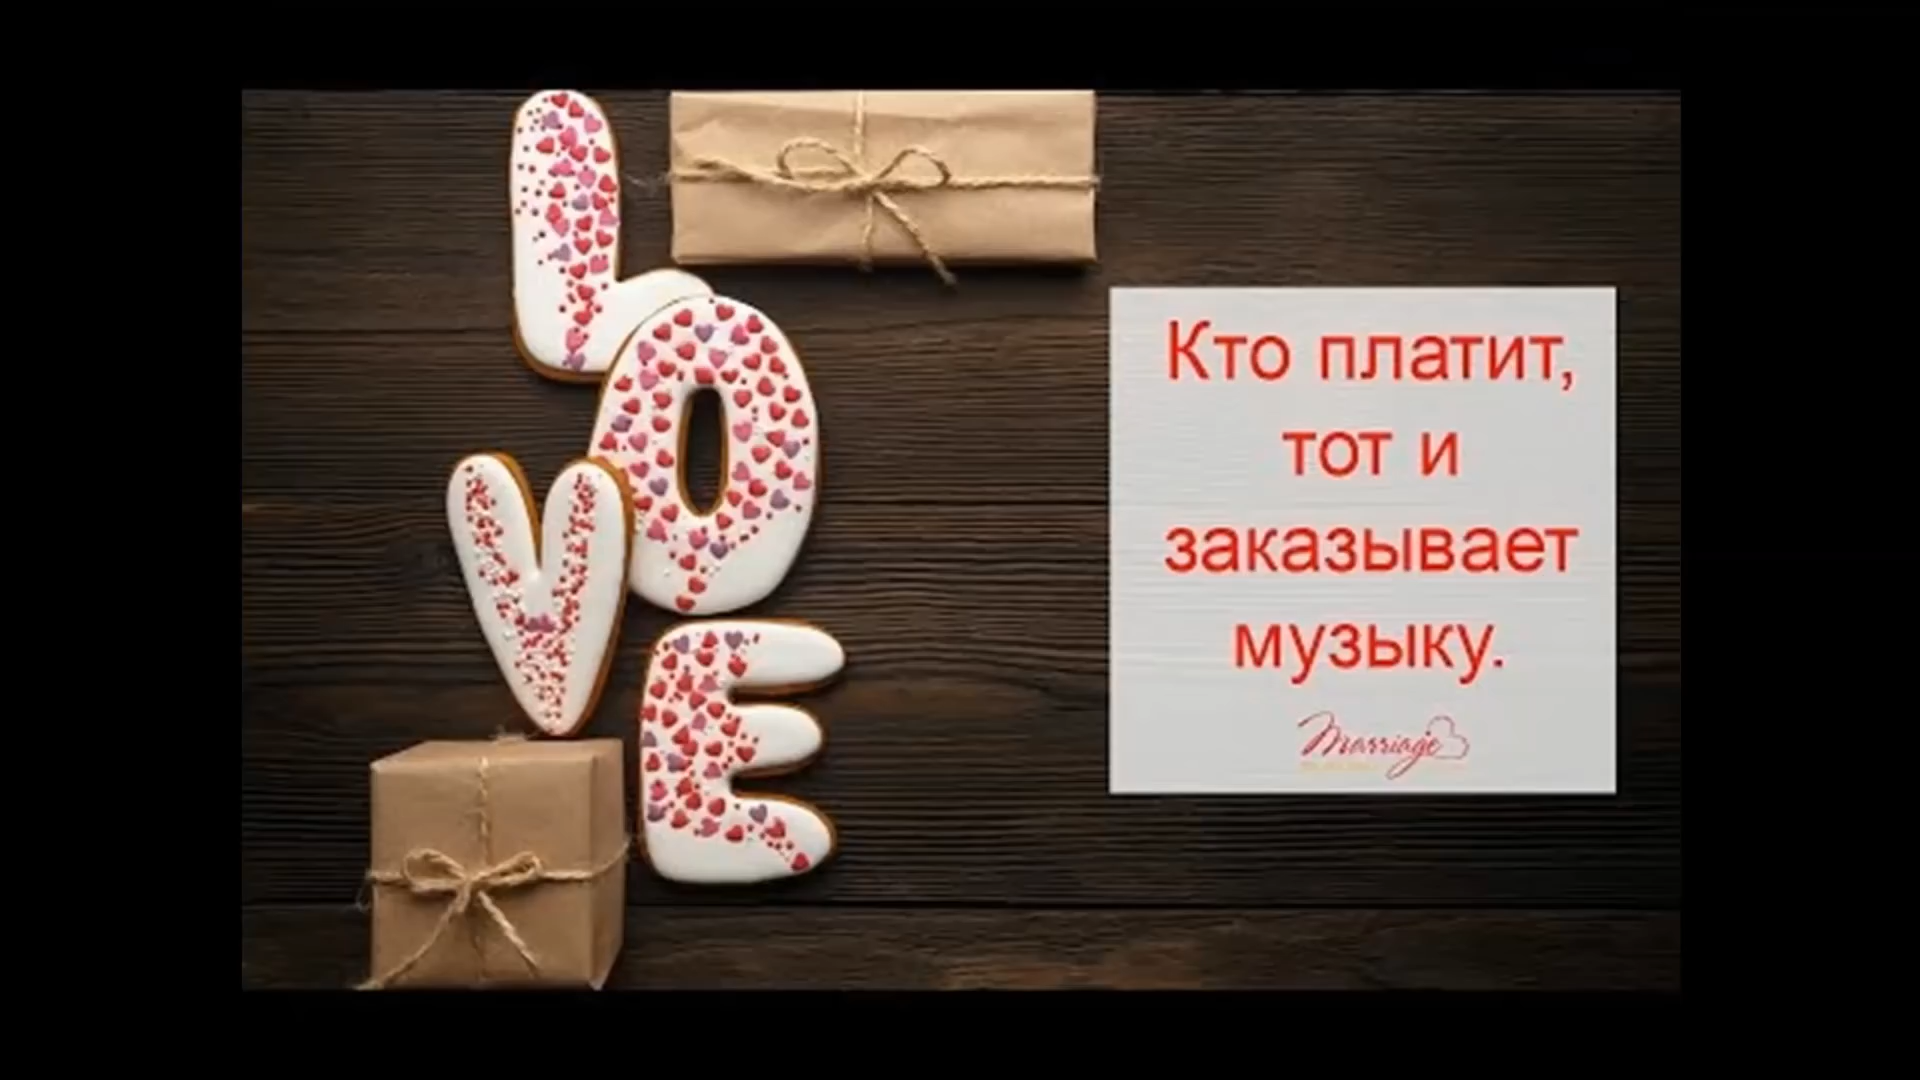 LOVE
Кто платит,
тот и
заказывает
музыку.
Marriage